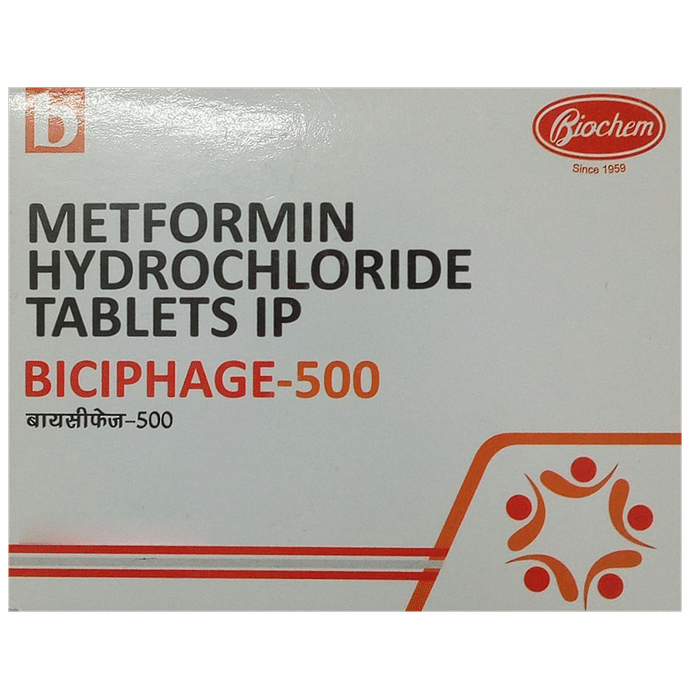 b
Biochem
Since 1959
METFORMIN
HYDROCHLORIDE
TABLETS IP
BICIPHAGE-500
बायसीफेज-500